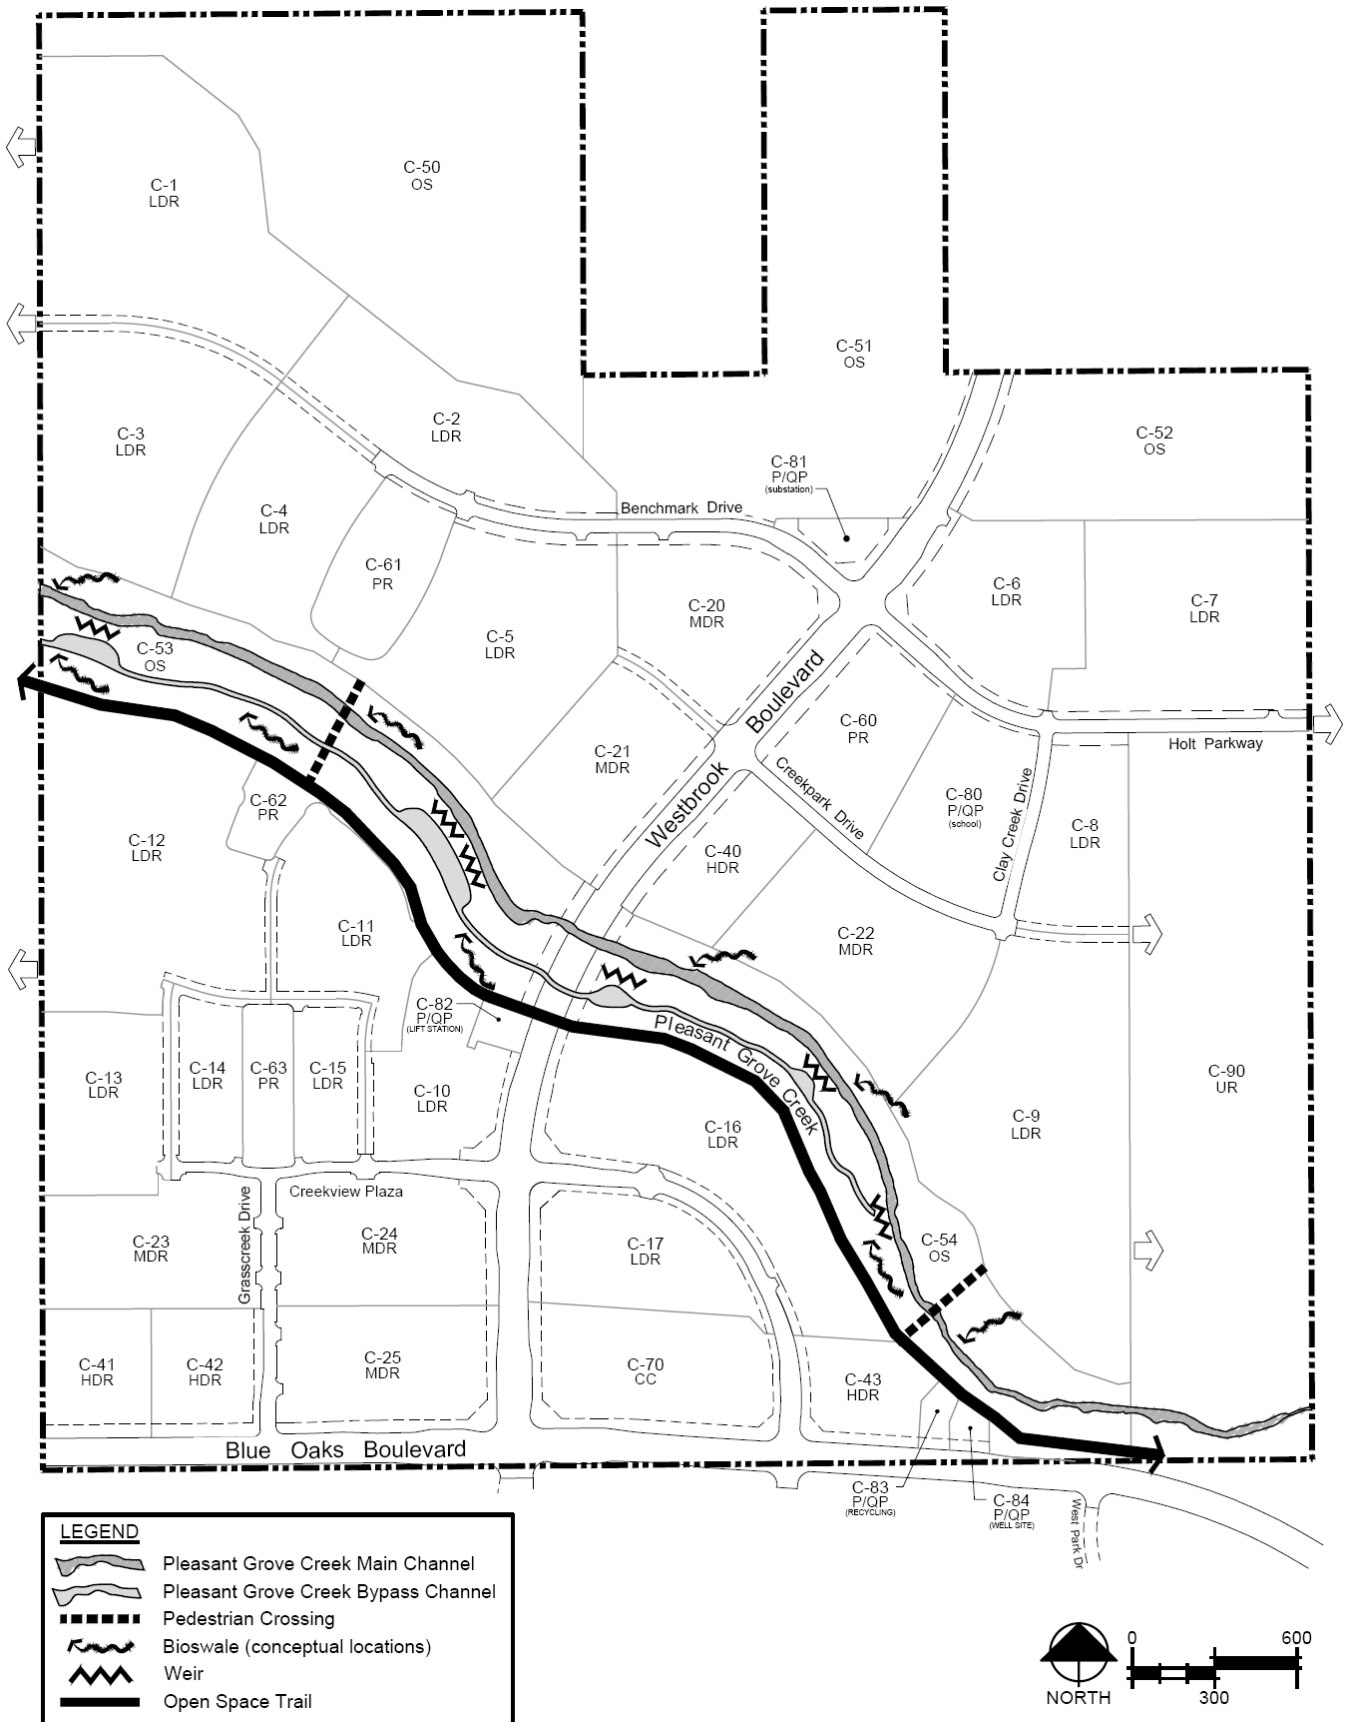 C-50
OS
C-1
LDR
C-51
OS
C-2
LDR
C-3
LDR
C-52
OS
C-81
P/QP
(substation)
Benchmark Drive
C-4
LDR
C-61
PR
C-6
LDR
C-7
LDR
C-20
MDR
C-5
LDR
C-53
OS
Westbrook Boulevard
C-60
PR
C-21
MDR
Holt Parkway
Creekpark Drive
C-80
P/QP
(school)
Clay Creek Drive
C-62
PR
C-12
LDR
C-8
LDR
C-40
HDR
C-11
LDR
C-22
MDR
C-82
P/QP
(LIFT STATION)
Pleasant Grove Creek
C-13
LDR
C-14
LDR
C-63
PR
C-15
LDR
C-10
LDR
C-90
UR
C-9
LDR
C-16
LDR
Creekview Plaza
Grasscreek Drive
C-23
MDR
C-24
MDR
C-17
LDR
C-54
OS
C-41
HDR
C-42
HDR
C-25
MDR
C-70
CC
C-43
HDR
Blue Oaks Boulevard
C-83
P/QP
(RECYCLING)
C-84
P/QP
(WELL SITE)
West Park Dr
LEGEND
Pleasant Grove Creek Main Channel
Pleasant Grove Creek Bypass Channel
Pedestrian Crossing
Bioswale (conceptual locations)
Weir
Open Space Trail
NORTH
0
600
300